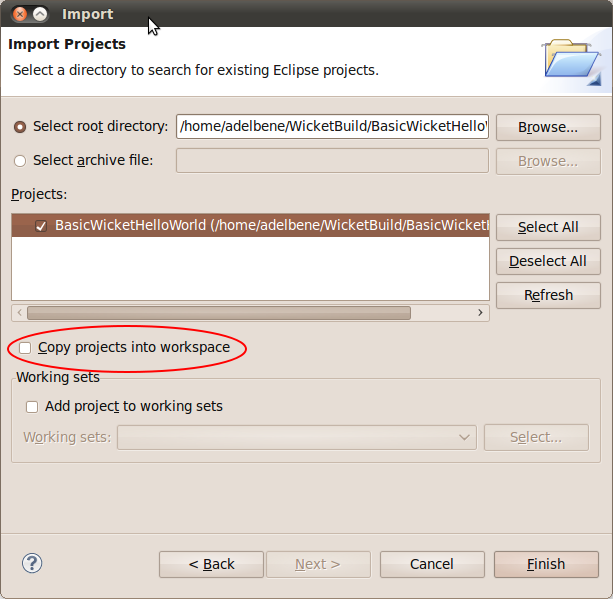 Import
Import Projects
Select a directory to search for existing Eclipse projects.
Select root directory: /home/adelbene/WicketBuild/BasicWicketHelloW Browse...
Select archive file: Browse...
Projects:
BasicWicketHelloWorld (/home/adelbene/WicketBuild/BasicWicketH Select All
Deselect All
Refresh
Copy projects into workspace
Working sets
Add project to working sets
Working sets: Select...
? < Back Next > Cancel Finish